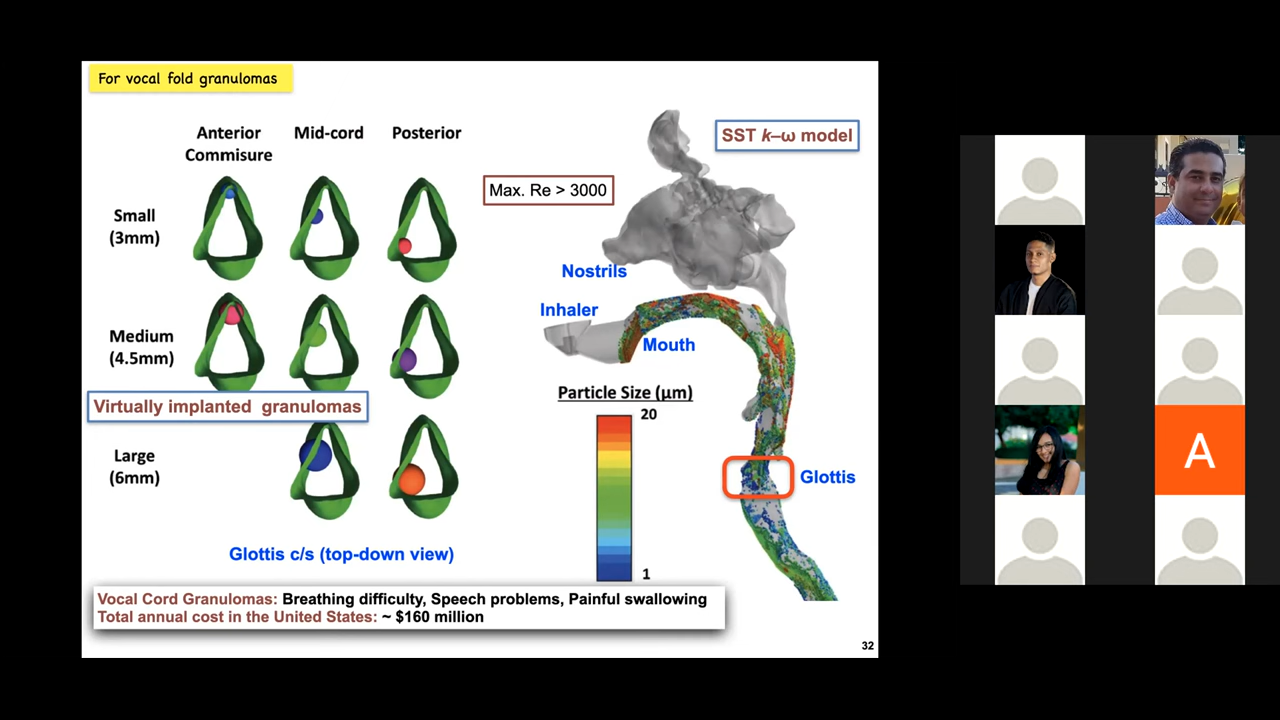 For vocal fold granulomas
Anterior
Commisure
Mid-cord
Posterior
Small
(3mm)
Medium
(4.5mm)
Virtually implanted granulomas
Large
(6mm)
Glottis c/s (top-down view)
SST k–ω model
Max. Re > 3000
Nostrils
Inhaler
Mouth
Particle Size (µm)
20
1
Glottis
Vocal Cord Granulomas: Breathing difficulty, Speech problems, Painful swallowing
Total annual cost in the United States: ~ $160 million
32
A